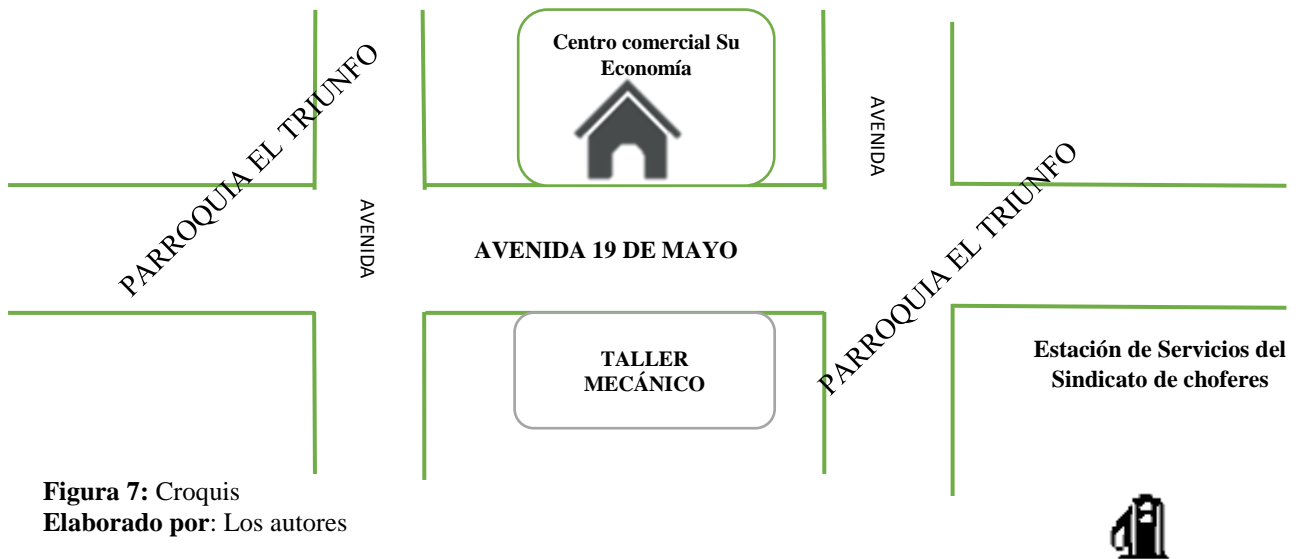 Centro comercial Su
Economía
PARROQUIA EL TRIUNFO
AVENIDA
AVENIDA
AVENIDA 19 DE MAYO
PARROQUIA EL TRIUNFO
TALLER
MECÁNICO
Estación de Servicios del
Sindicato de choferes
Figura 7: Croquis
Elaborado por: Los autores